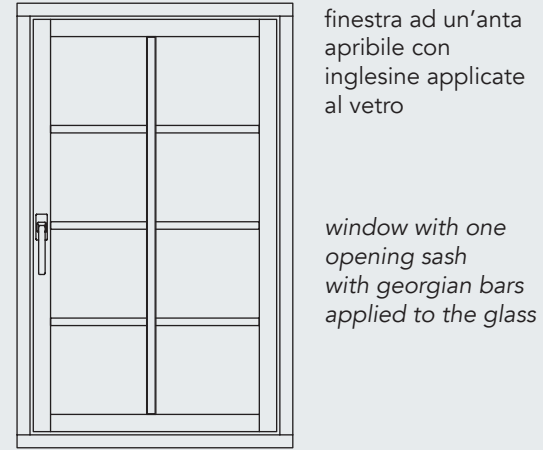 finestra ad un’anta
apribile con
inglesine applicate
al vetro
window with one
opening sash
with georgian bars
applied to the glass